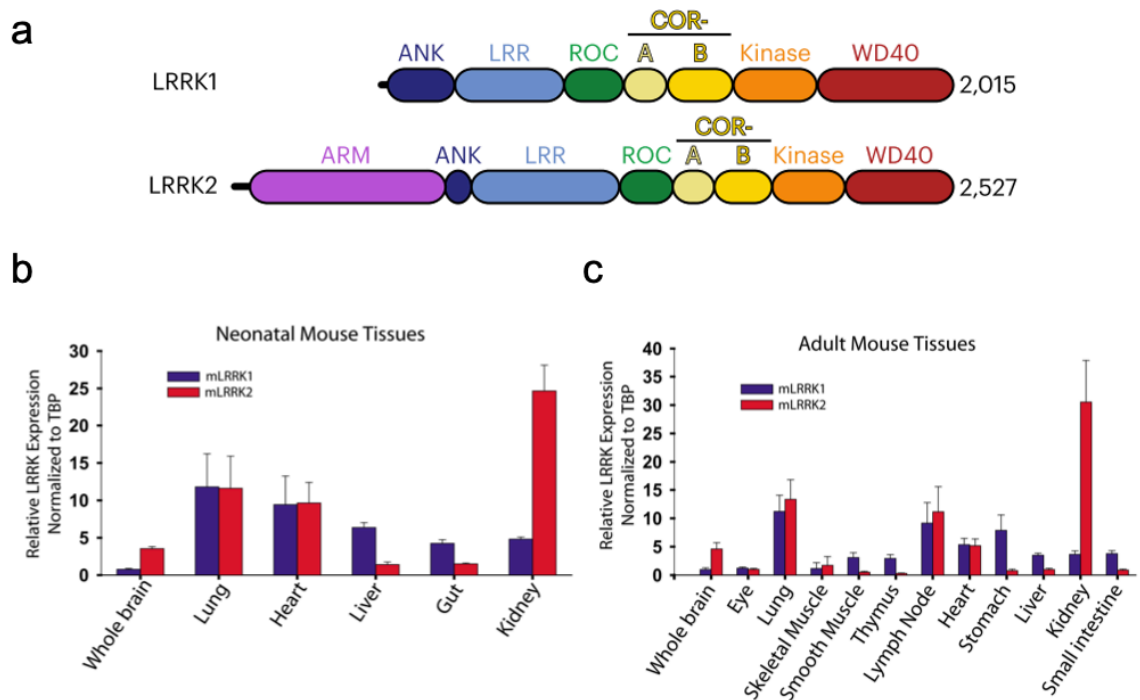 a
COR-
ANK LRR ROC A B Kinase WD40
LRRK1 2,015
COR-
ARM ANK LRR ROC A B Kinase WD40
LRRK2 2,527
b
Neonatal Mouse Tissues
Relative LRRK Expression
Normalized to TBP
30
25
20
15
10
5
0
mLRRK1
mLRRK2
Whole brain
Lung
Heart
Liver
Gut
Kidney
c
Adult Mouse Tissues
Relative LRRK Expression
Normalized to TBP
40
35
30
25
20
15
10
5
0
mLRRK1
mLRRK2
Whole brain
Eye
Lung
Skeletal Muscle
Smooth Muscle
Thymus
Lymph Node
Heart
Stomach
Liver
Kidney
Small intestine